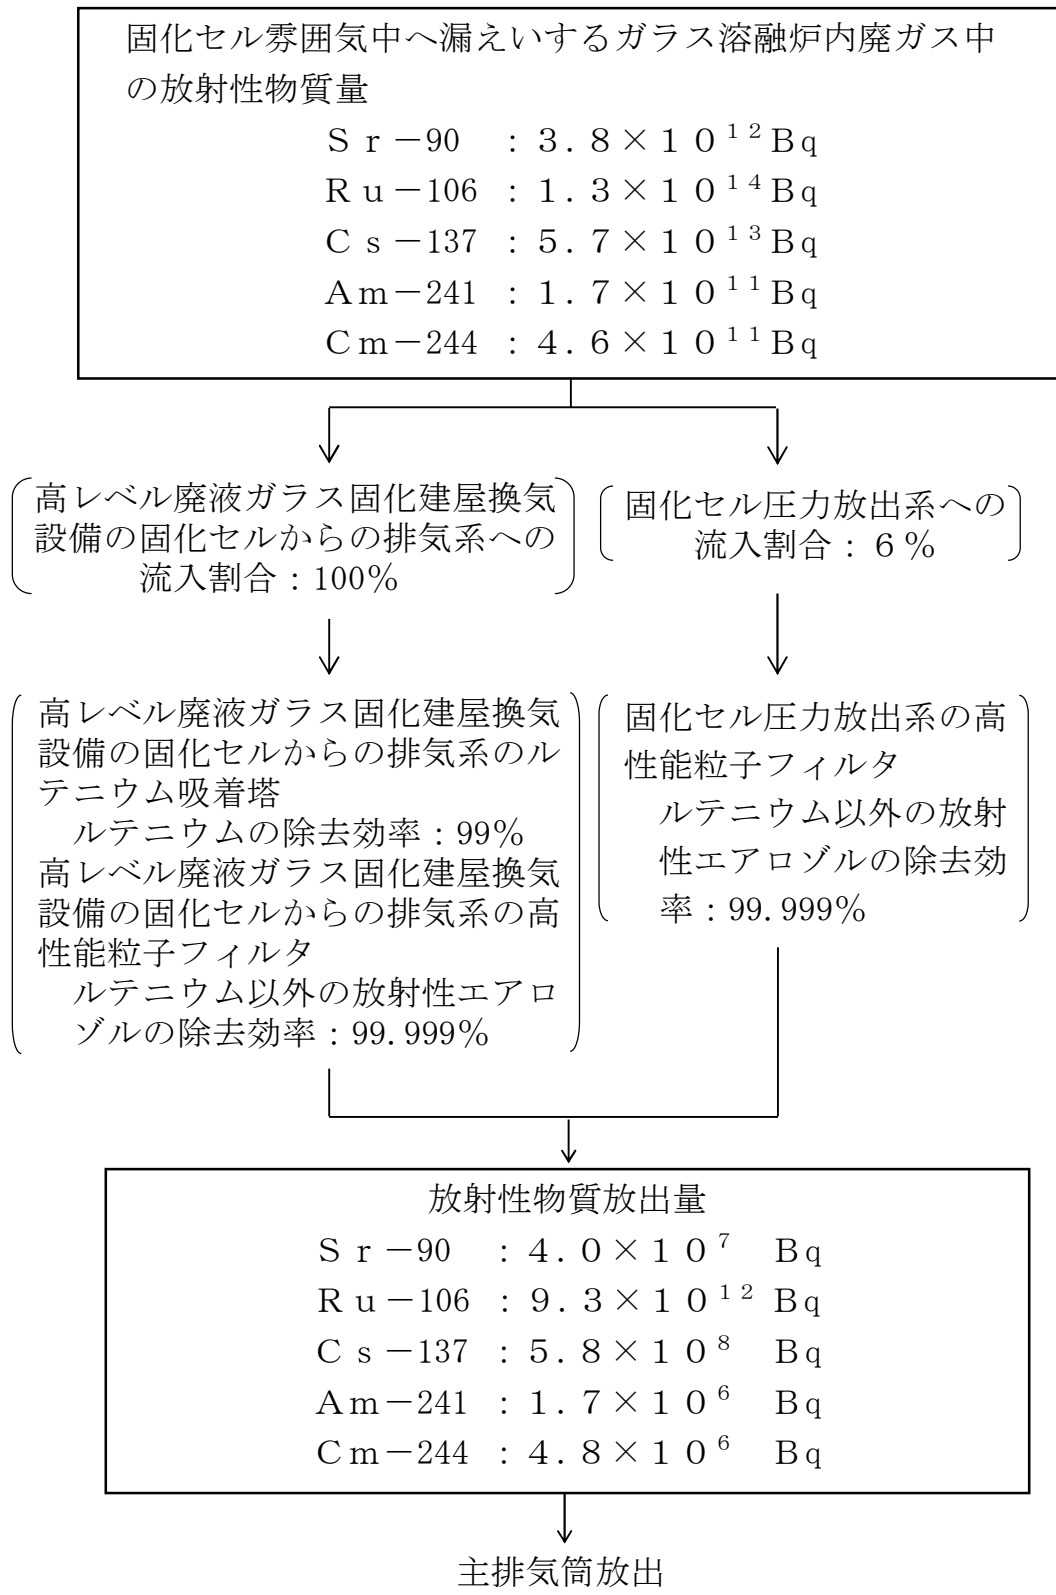 固化セル雰囲気中へ漏えいするガラス溶融炉内廃ガス中
の放射性物質量
Ｓｒ－90　：３.８×１０¹²Bq
Ｒｕ－106 ：１.３×１０¹⁴Bq
Ｃｓ－137 ：５.７×１０¹³Bq
Ａｍ－241 ：１.７×１０¹¹Bq
Ｃｍ－244 ：４.６×１０¹¹Bq
高レベル廃液ガラス固化建屋換気
設備の固化セルからの排気系への
流入割合：100％
固化セル圧力放出系への
流入割合：６％
高レベル廃液ガラス固化建屋換気
設備の固化セルからの排気系のル
テニウム吸着塔
ルテニウムの除去効率：99％
高レベル廃液ガラス固化建屋換気
設備の固化セルからの排気系の高
性能粒子フィルタ
ルテニウム以外の放射性エアロ
ゾルの除去効率：99.999％
固化セル圧力放出系の高
性能粒子フィルタ
ルテニウム以外の放射
性エアロゾルの除去効
率：99.999％
放射性物質放出量
Ｓｒ－90　：４.０×１０⁷　Bq
Ｒｕ－106 ：９.３×１０¹² Bq
Ｃｓ－137 ：５.８×１０⁸　Bq
Ａｍ－241 ：１.７×１０⁶　Bq
Ｃｍ－244 ：４.８×１０⁶　Bq
主排気筒放出